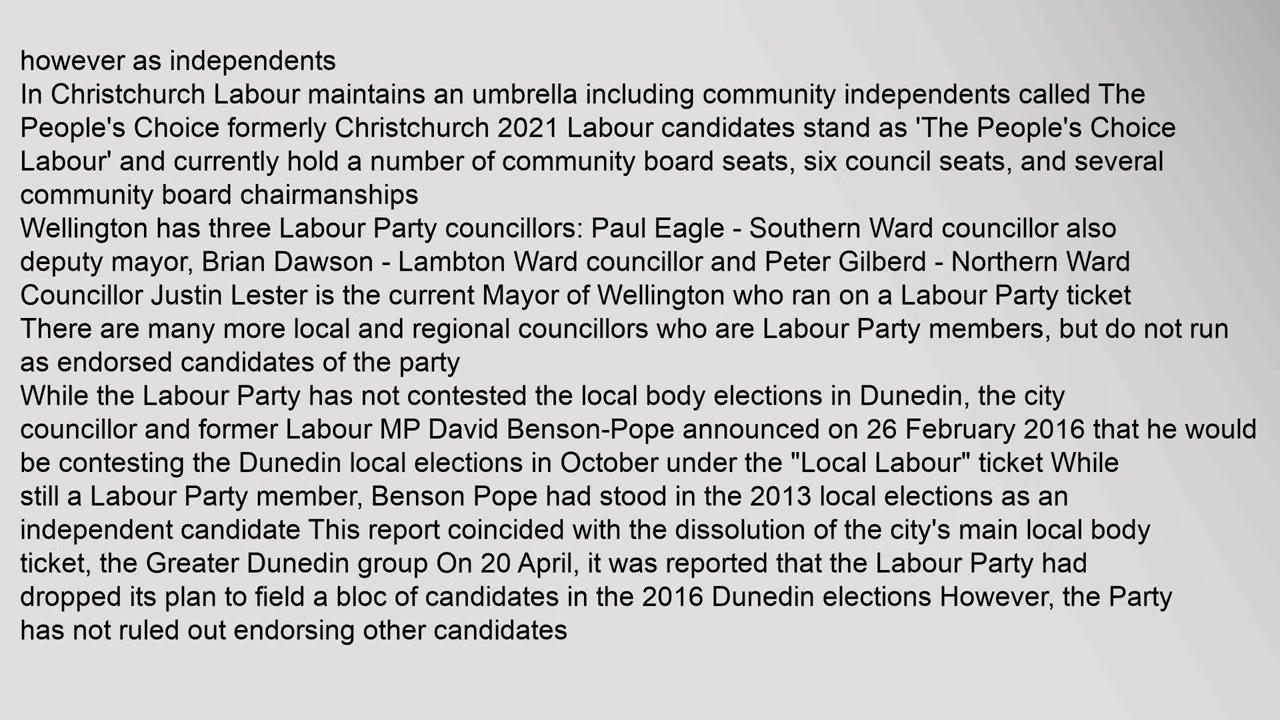 however as independents
In Christchurch Labour maintains an umbrella including community independents called The
People's Choice formerly Christchurch 2021 Labour candidates stand as 'The People's Choice
Labour' and currently hold a number of community board seats, six council seats, and several
community board chairmanships
Wellington has three Labour Party councillors: Paul Eagle - Southern Ward councillor also
deputy mayor, Brian Dawson - Lambton Ward councillor and Peter Gilberd - Northern Ward
Councillor Justin Lester is the current Mayor of Wellington who ran on a Labour Party ticket
There are many more local and regional councillors who are Labour Party members, but do not run
as endorsed candidates of the party
While the Labour Party has not contested the local body elections in Dunedin, the city
councillor and former Labour MP David Benson-Pope announced on 26 February 2016 that he would
be contesting the Dunedin local elections in October under the "Local Labour" ticket While
still a Labour Party member, Benson Pope had stood in the 2013 local elections as an
independent candidate This report coincided with the dissolution of the city's main local body
ticket, the Greater Dunedin group On 20 April, it was reported that the Labour Party had
dropped its plan to field a bloc of candidates in the 2016 Dunedin elections However, the Party
has not ruled out endorsing other candidates